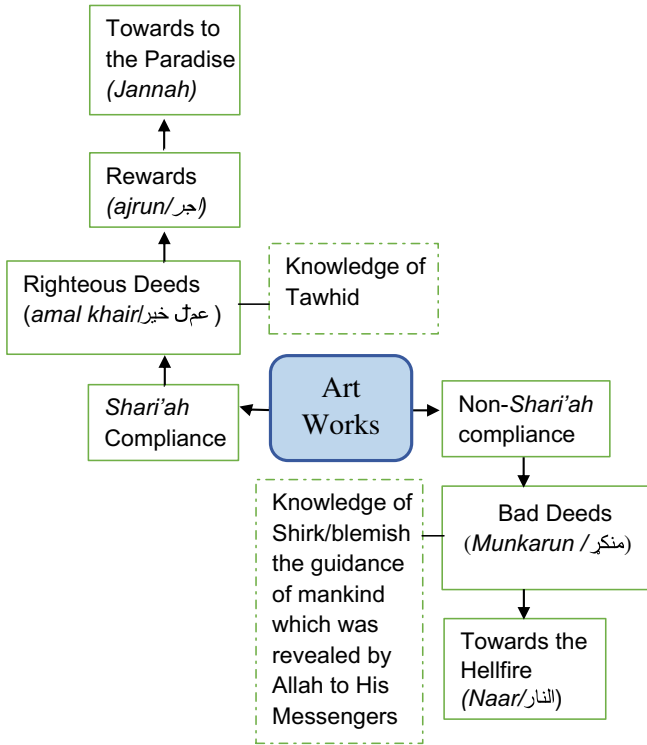 Towards to
the Paradise
(Jannah)
Rewards
(ajrun/اجر)
Righteous Deeds
(amal khair/عمل خير )
Knowledge of
Tawhid
Shari'ah
Compliance
Art
Works
Non-Shari'ah
compliance
Knowledge of
Shirk/blemish
the guidance
of mankind
which was
revealed by
Allah to His
Messengers
Bad Deeds
(Munkarun /منكر)
Towards the
Hellfire
(Naar/النار)